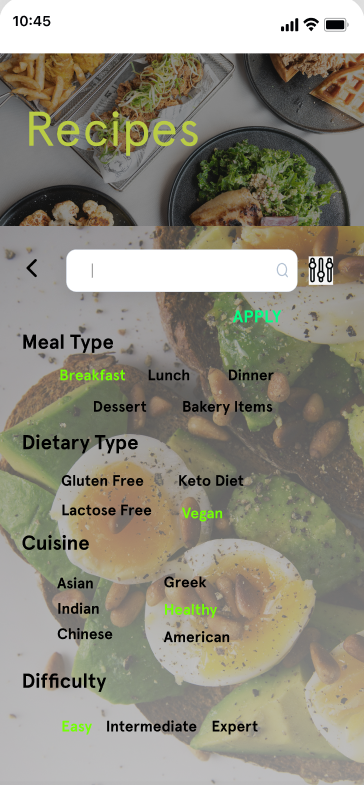 10:45
Recipes
APPLY
Meal Type
Breakfast Lunch Dinner
Dessert Bakery Items
Dietary Type
Gluten Free Keto Diet
Lactose Free Vegan
Cuisine
Asian Greek
Indian Healthy
Chinese American
Difficulty
Easy Intermediate Expert